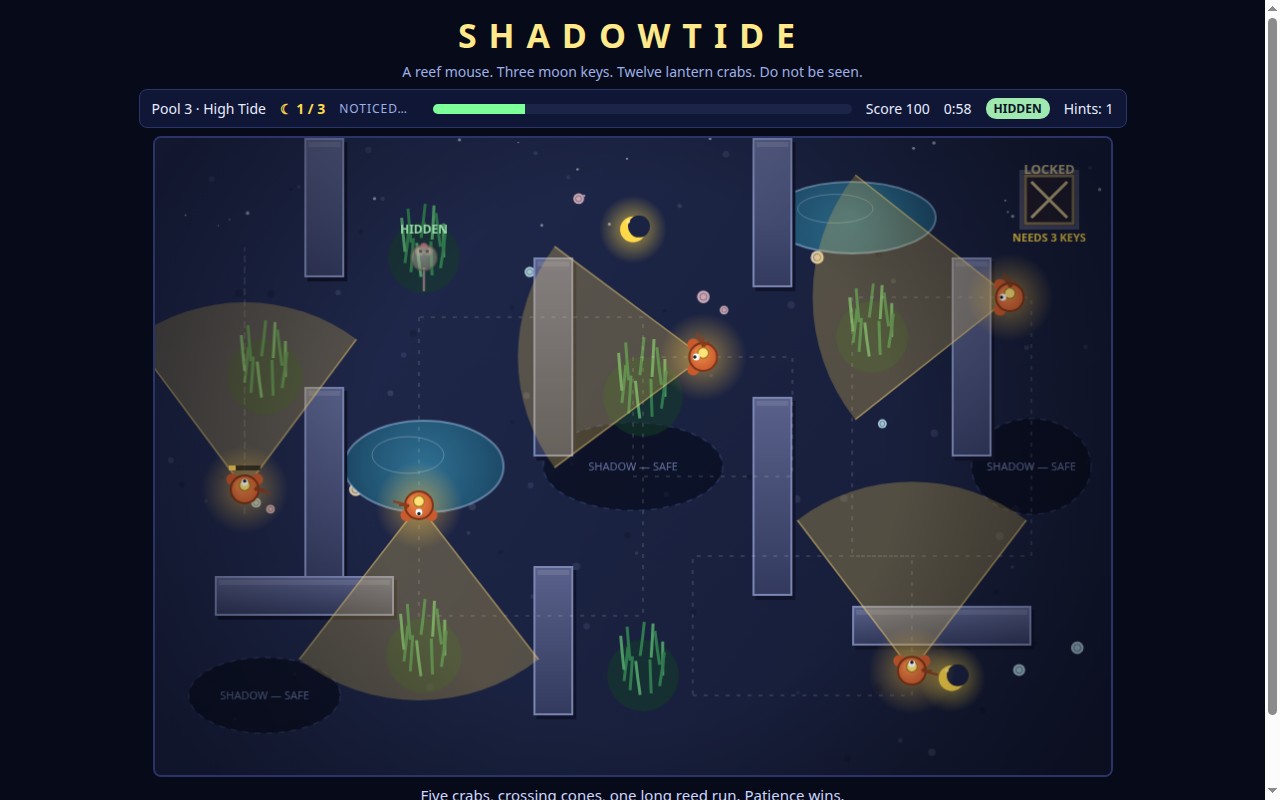 SHADOWTIDE
A reef mouse. Three moon keys. Twelve lantern crabs. Do not be seen.
Pool 3 · High Tide ☾ 1 / 3 NOTICED… Score 100 0:58 HIDDEN Hints: 1
LOCKED
HIDDEN
NEEDS 3 KEYS
SHADOW — SAFE
SHADOW — SAFE
SHADOW — SAFE
Five crabs, crossing cones, one long reed run. Patience wins.